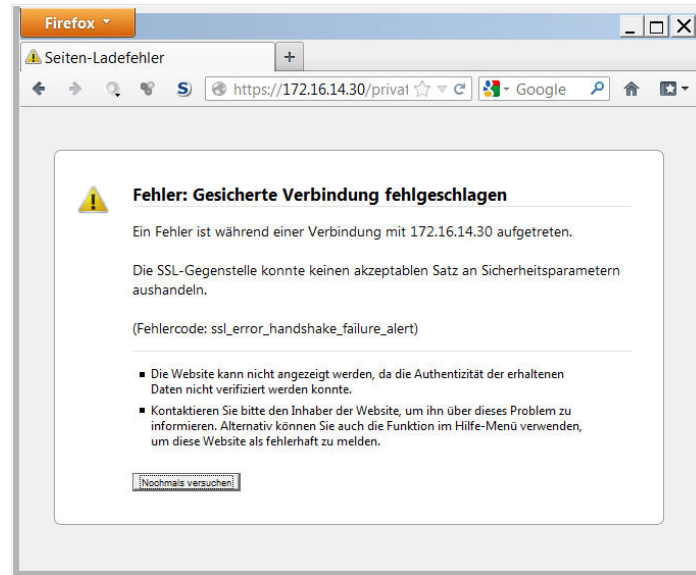 Firefox
Seiten-Ladefehler
https://172.16.14.30/privat
Google
Fehler: Gesicherte Verbindung fehlgeschlagen
Ein Fehler ist während einer Verbindung mit 172.16.14.30 aufgetreten.
Die SSL-Gegenstelle konnte keinen akzeptablen Satz an Sicherheitsparametern
aushandeln.
(Fehlercode: ssl_error_handshake_failure_alert)
Die Website kann nicht angezeigt werden, da die Authentizität der erhaltenen
Daten nicht verifiziert werden konnte.
Kontaktieren Sie bitte den Inhaber der Website, um ihn über dieses Problem zu
informieren. Alternativ können Sie auch die Funktion im Hilfe-Menü verwenden,
um diese Website als fehlerhaft zu melden.
Nochmals versuchen